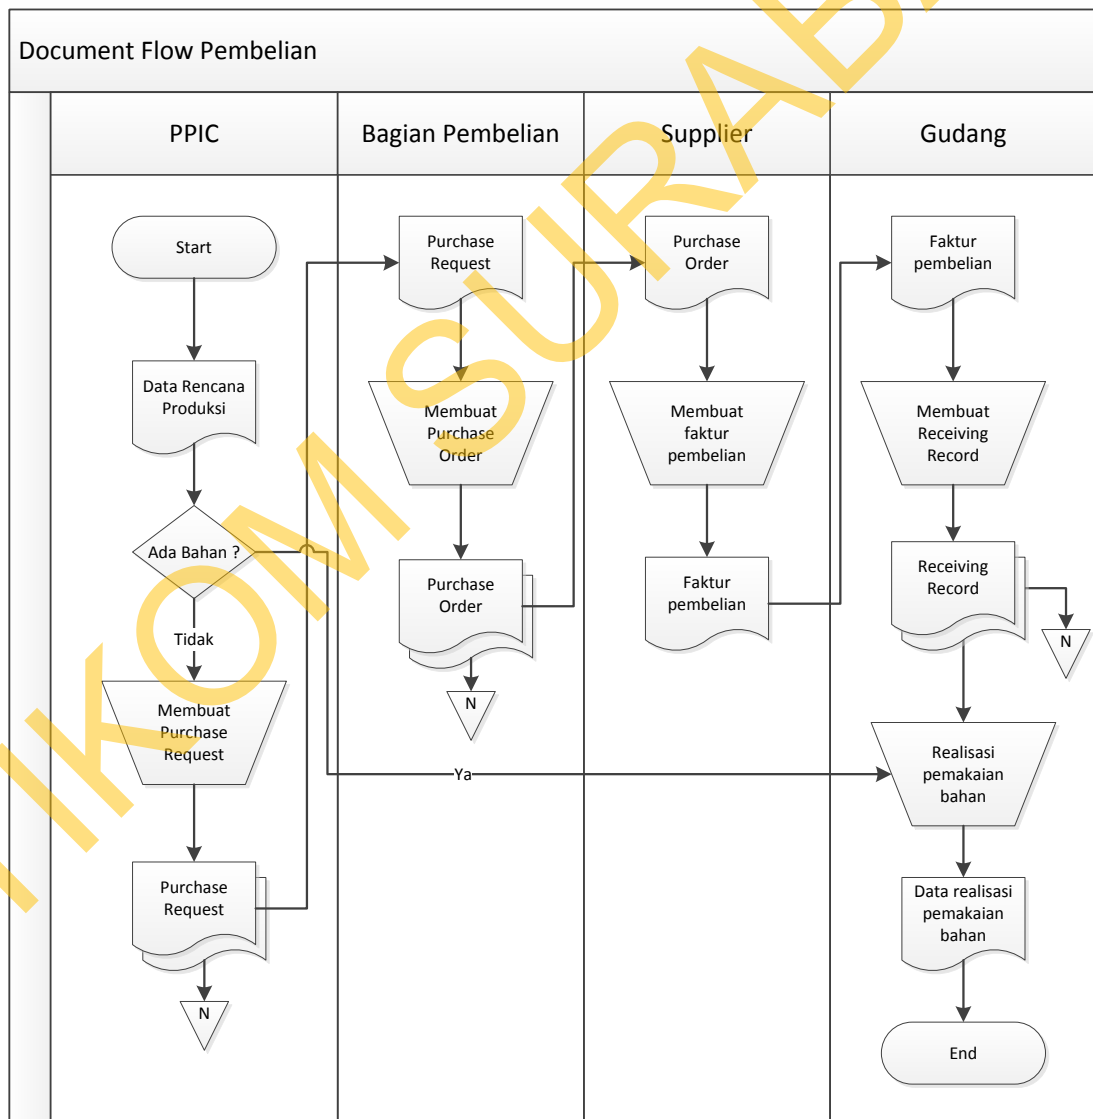 Document Flow Pembelian
PPIC
Bagian Pembelian
Supplier
Gudang
Start
Data Rencana
Produksi
Ada Bahan ?
Tidak
Membuat
Purchase
Request
Purchase
Request
N
Purchase
Request
Membuat
Purchase
Order
Purchase
Order
N
Ya
Purchase
Order
Membuat
faktur
pembelian
Faktur
pembelian
Faktur
pembelian
Membuat
Receiving
Record
Receiving
Record
N
Realisasi
pemakaian
bahan
Data realisasi
pemakaian
bahan
End
IKOM SURAB